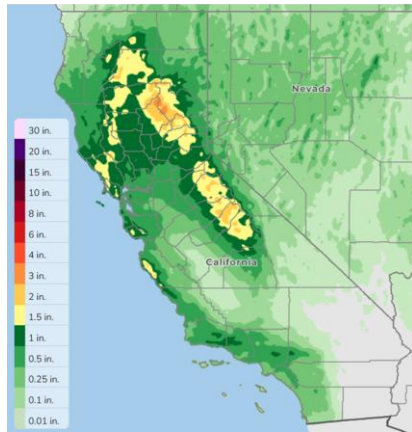 Nevada
30 in.
20 in.
15 in.
10 in.
8 in.
6 in.
4 in.
3 in.
2 in.
1.5 in.
1 in.
0.5 in.
0.25 in.
0.1 in.
0.01 in.
California